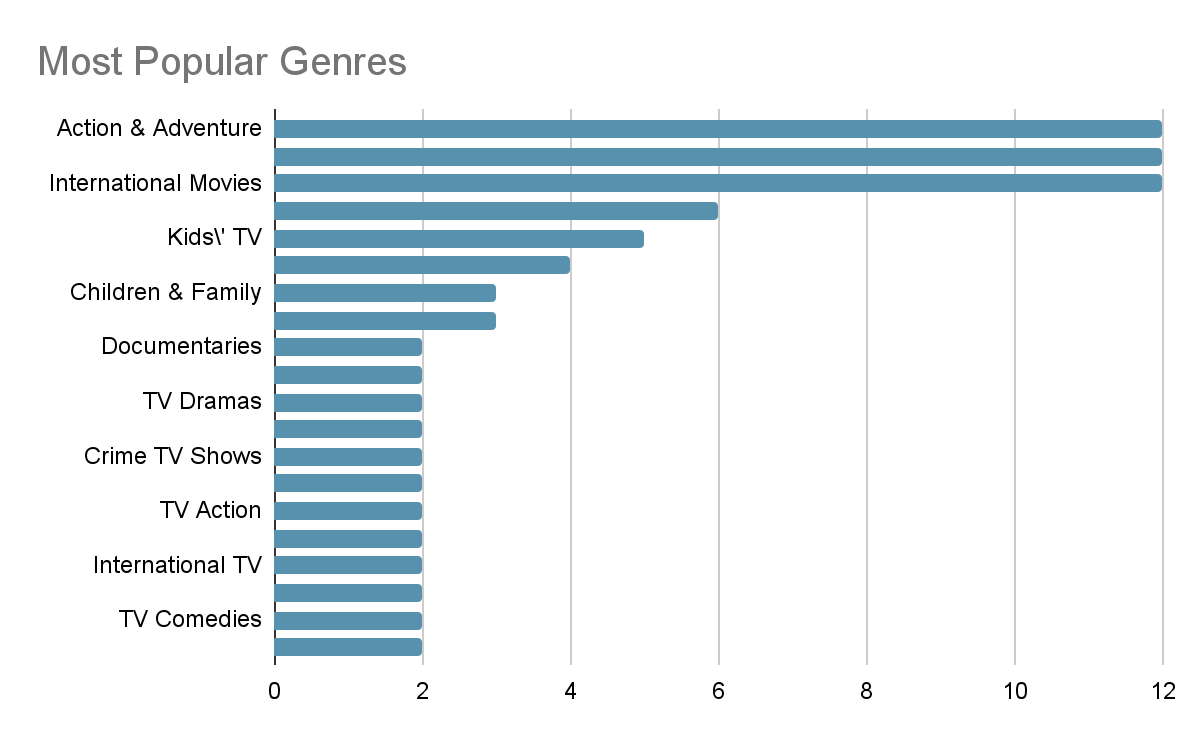 Most Popular Genres
Action & Adventure
International Movies
Kids\' TV
Children & Family
Documentaries
TV Dramas
Crime TV Shows
TV Action
International TV
TV Comedies
0 2 4 6 8 10 12